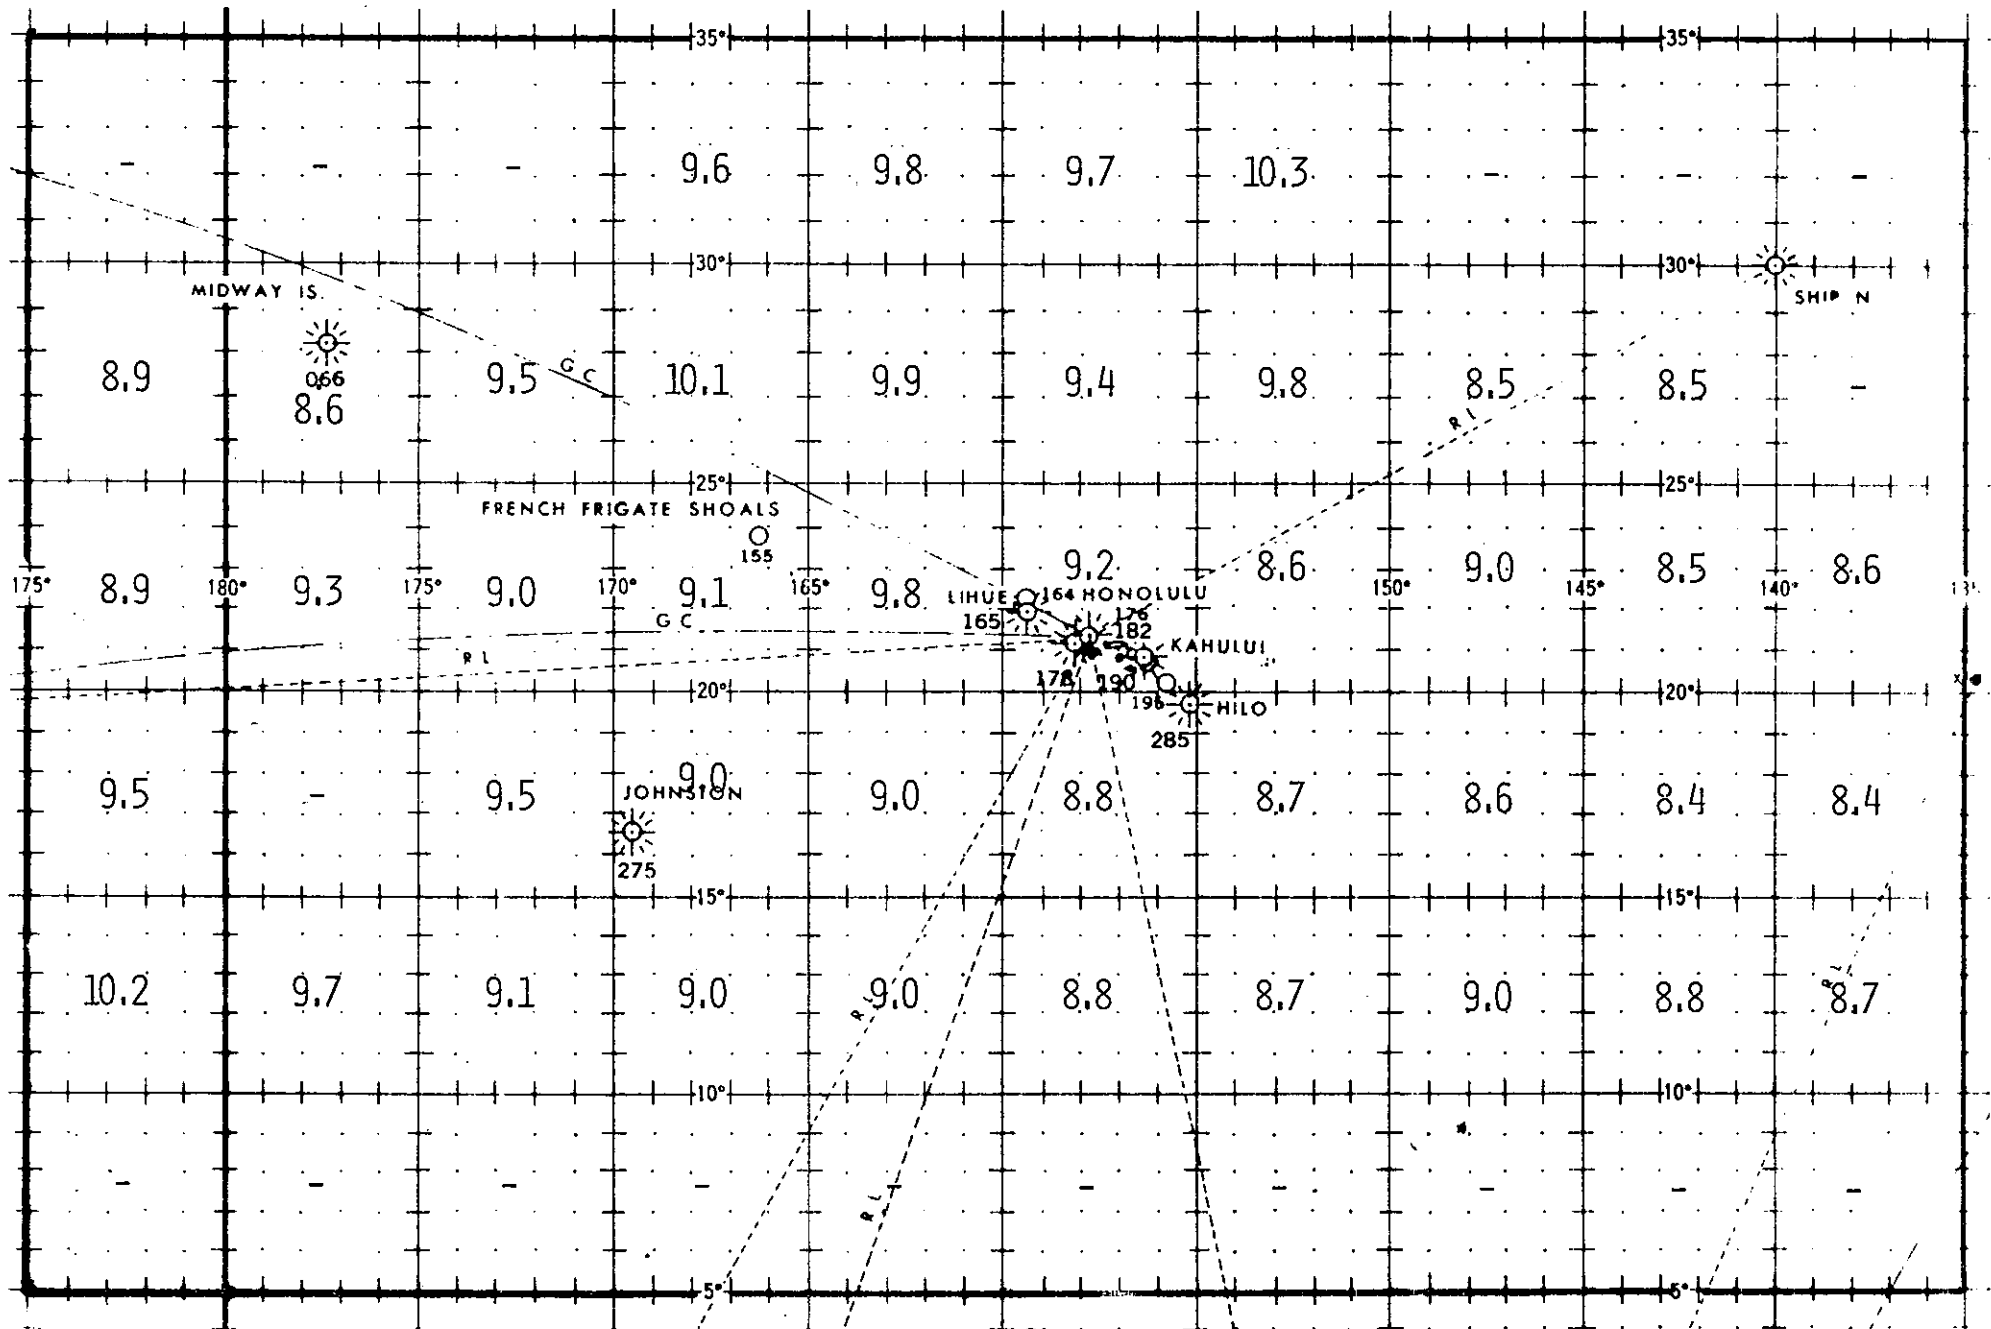 35° 35°
- - - 9.6 9.8 9.7 10.3 - - -
30° 30°
MIDWAY IS.
SHIP N
066
8.9 8.6 9.5 G C 10.1 9.9 9.4 9.8 8.5 8.5 -
R L
25° 25°
FRENCH FRIGATE SHOALS
155
175° 180° 175° 170° 165° 150° 145° 140°
8.9 9.3 9.0 9.1 9.8 9.2 8.6 9.0 8.5 8.6
LIHUE 164 HONOLULU
165 176
G C 182
KAHULUI
R L
178 190
20° 20°
196 HILO
285
9.5 - 9.5 9.0 9.0 8.8 8.7 8.6 8.4 8.4
JOHNSTON
275
15° 15°
10.2 9.7 9.1 9.0 9.0 8.8 8.7 9.0 8.8 8.7
R L R L
10° 10°
- - - - - - - - - -
R L
5° 5°